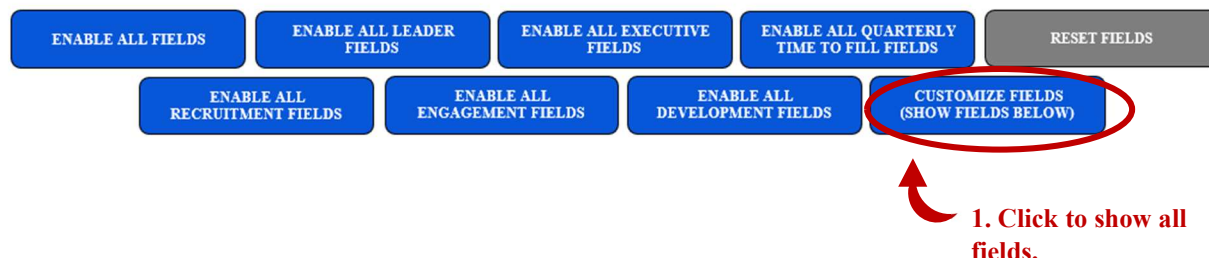 ENABLE ALL FIELDS
ENABLE ALL LEADER
FIELDS
ENABLE ALL EXECUTIVE
FIELDS
ENABLE ALL QUARTERLY
TIME TO FILL FIELDS
RESET FIELDS
ENABLE ALL
RECRUITMENT FIELDS
ENABLE ALL
ENGAGEMENT FIELDS
ENABLE ALL
DEVELOPMENT FIELDS
CUSTOMIZE FIELDS
(SHOW FIELDS BELOW)
1. Click to show all
fields.